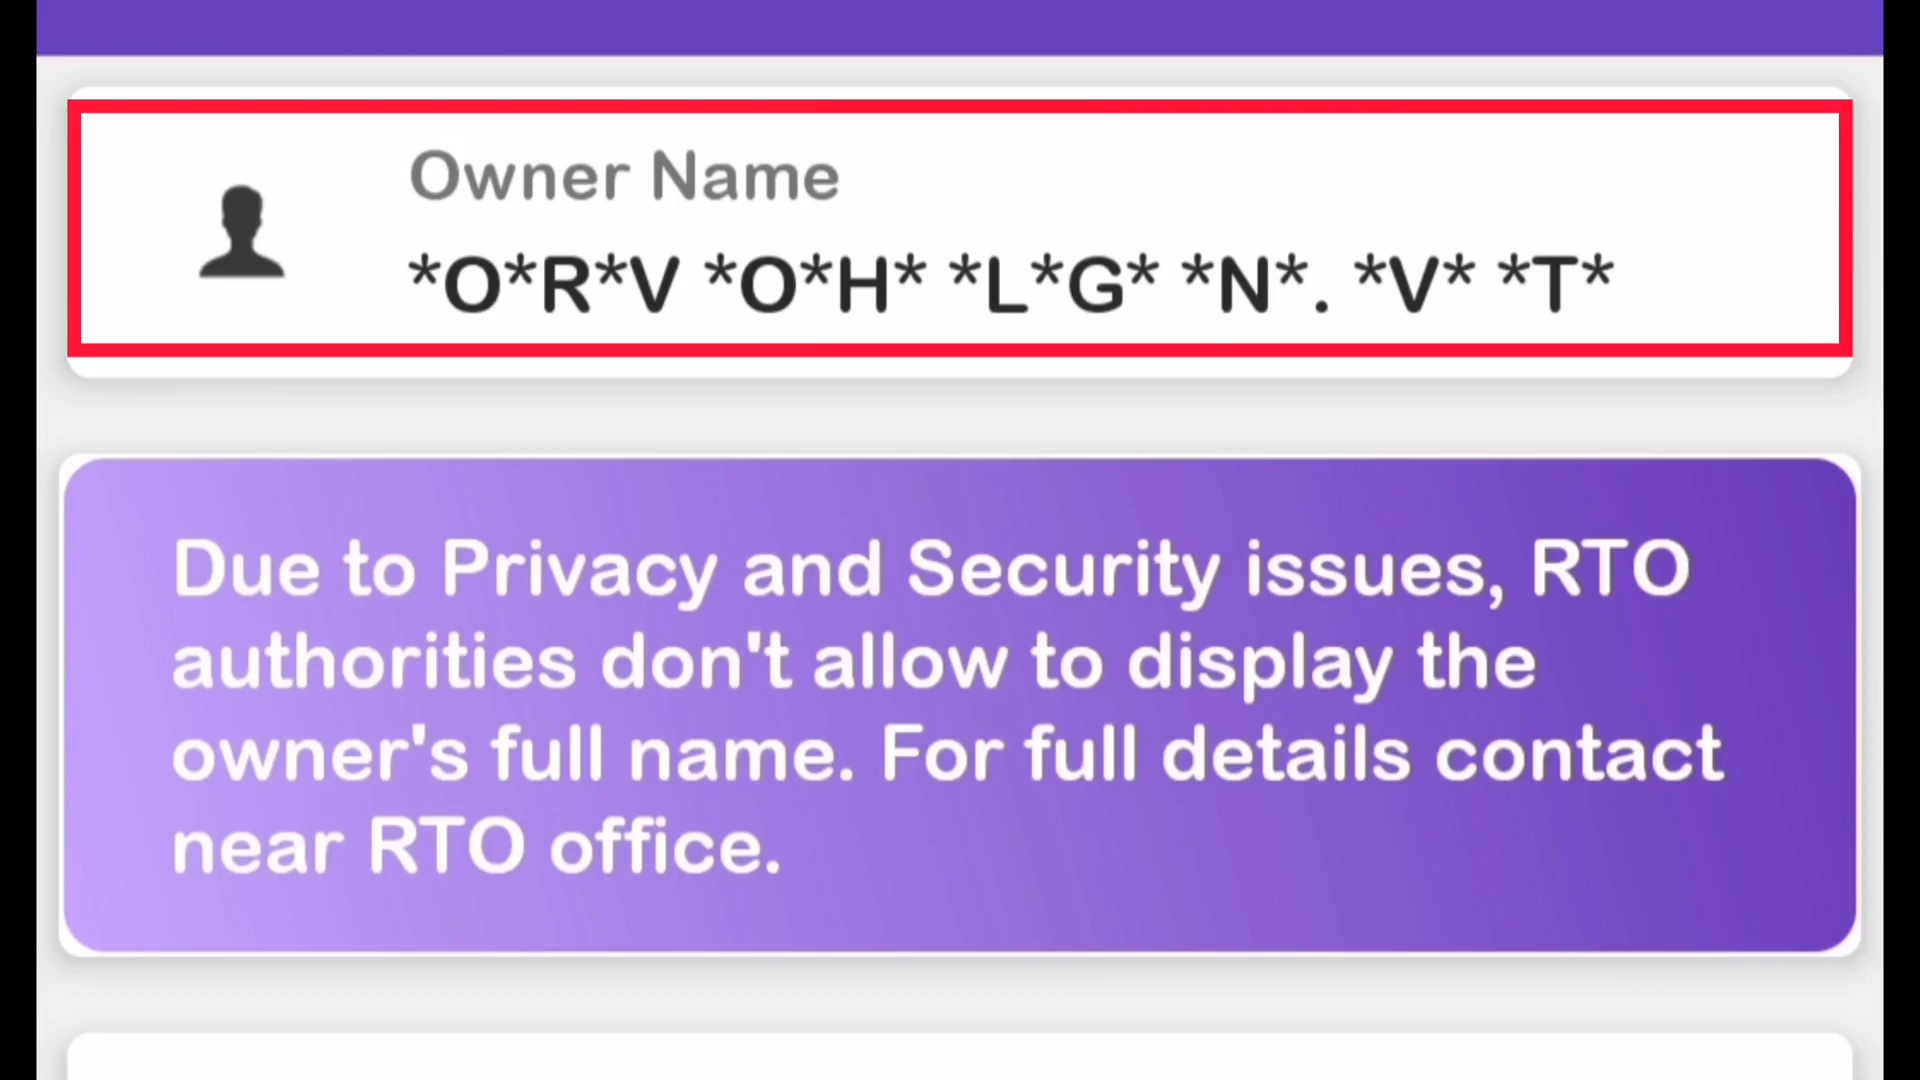 Owner Name
*O*R*V *O*H* *L*G* *N*. *V* *T*
Due to Privacy and Security issues, RTO
authorities don't allow to display the
owner's full name. For full details contact
near RTO office.